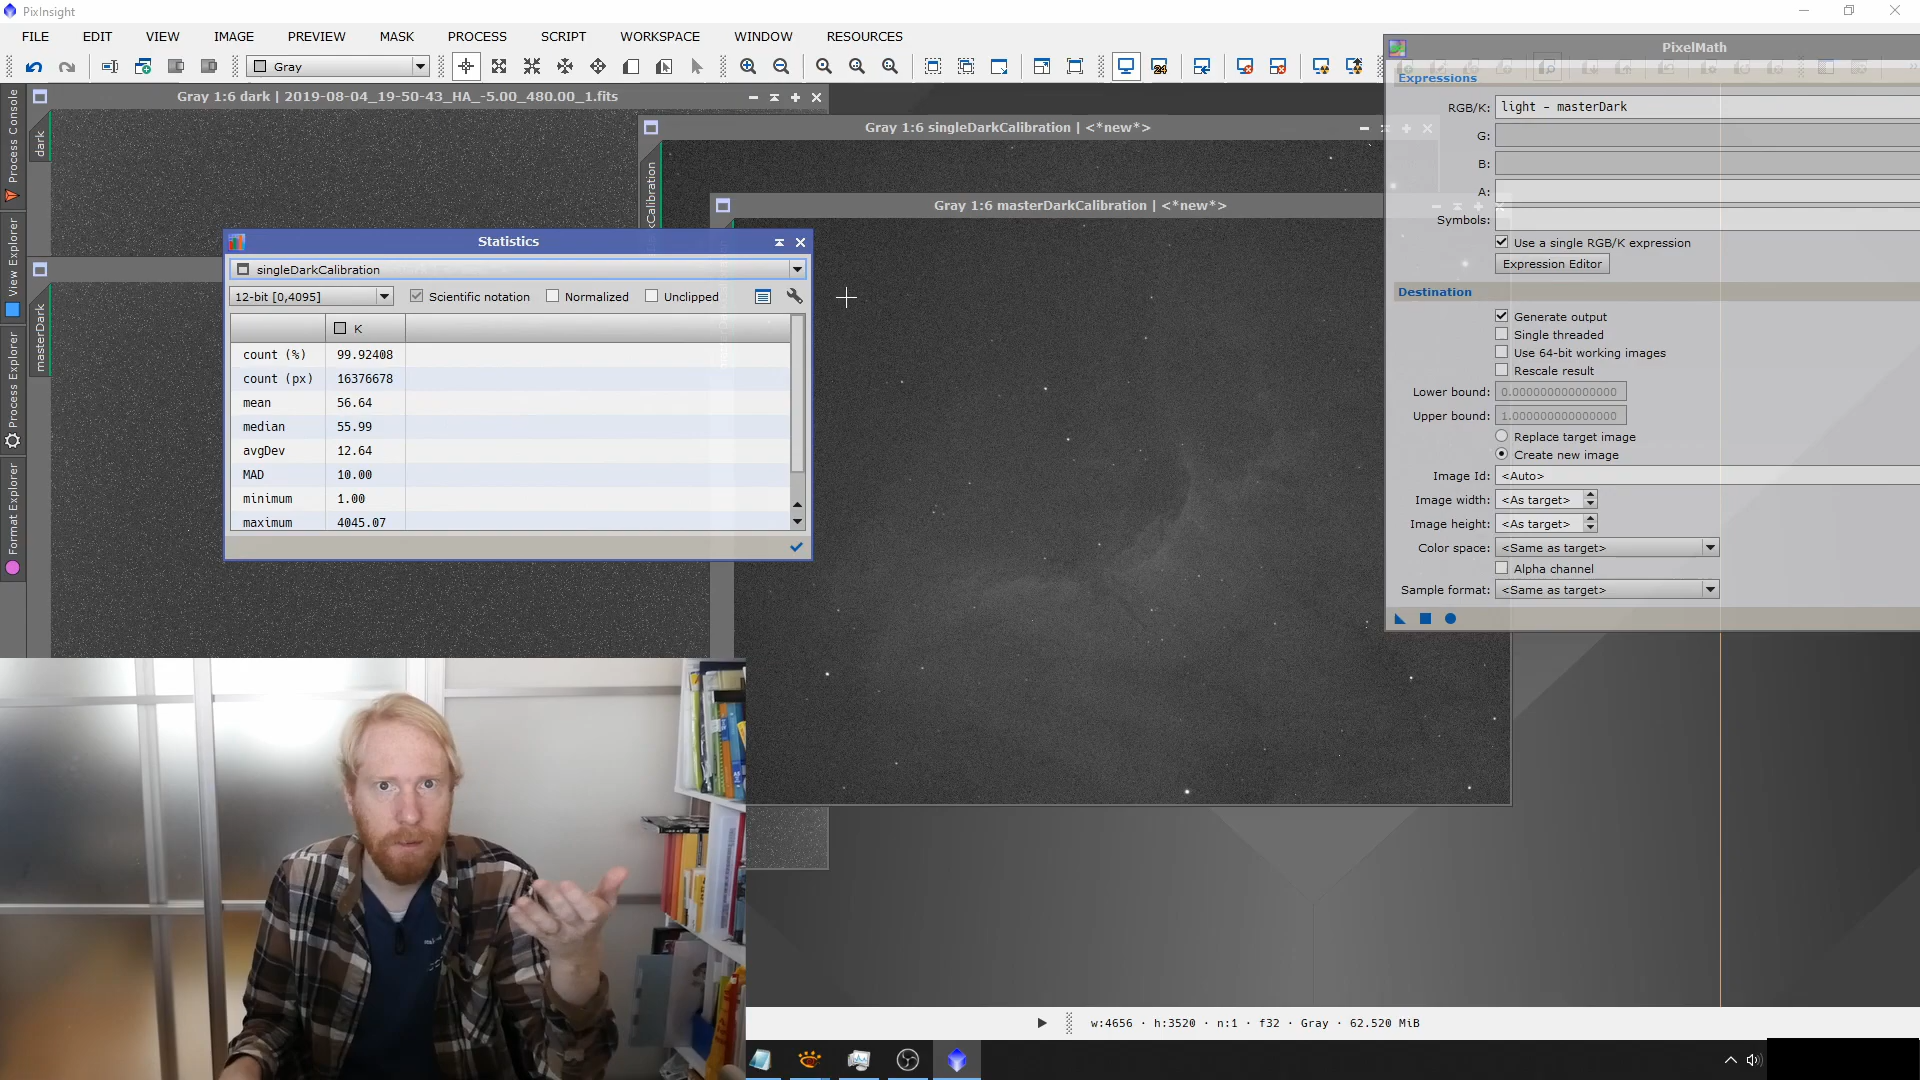 PixInsight
FILE EDIT VIEW IMAGE PREVIEW MASK PROCESS SCRIPT WORKSPACE WINDOW RESOURCES
Gray
Process Console
View Explorer
Process Explorer
Format Explorer
Gray 1:6 dark | 2019-08-04_19-50-43_HA_-5.00_480.00_1.fits
dark
masterDark
Gray 1:6 singleDarkCalibration | <*new*>
Gray 1:6 masterDarkCalibration | <*new*>
Statistics
singleDarkCalibration
12-bit [0,4095] Scientific notation Normalized Unclipped
K
count (%) 99.92408
count (px) 16376678
mean 56.64
median 55.99
avgDev 12.64
MAD 10.00
minimum 1.00
maximum 4045.07
PixelMath
Expressions
RGB/K: light - masterDark
G:
B:
A:
Symbols:
Use a single RGB/K expression
Expression Editor
Destination
Generate output
Single threaded
Use 64-bit working images
Rescale result
Lower bound: 0.000000000000000
Upper bound: 1.000000000000000
Replace target image
Create new image
Image Id: <Auto>
Image width: <As target>
Image height: <As target>
Color space: <Same as target>
Alpha channel
Sample format: <Same as target>
w:4656 · h:3520 · n:1 · f32 · Gray · 62.520 MiB